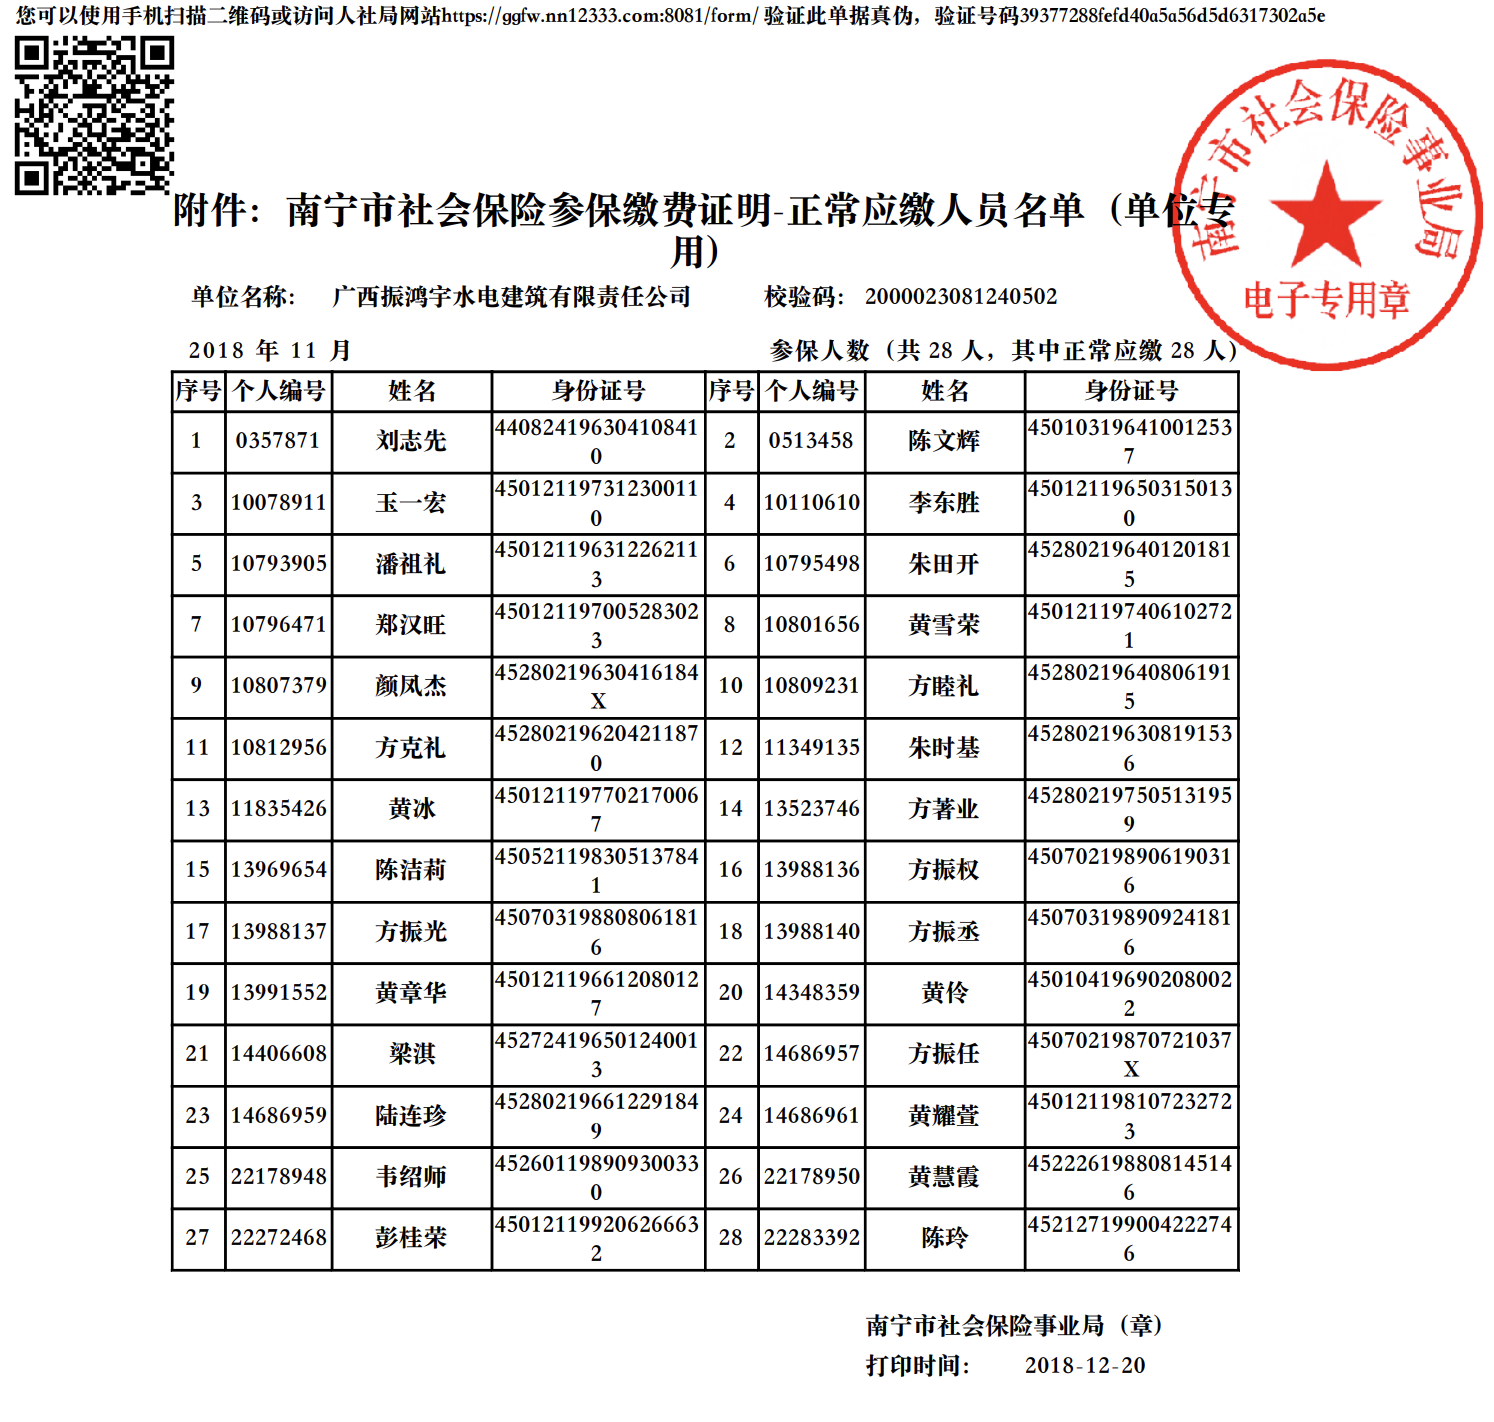 您可以使用手机扫描二维码或访问人社局网站https://ggfw.nn12333.com:8081/form/ 验证此单据真伪，验证号码39377288fefd40a5a56d5d6317302a5e
南宁市社会保险事业局
电子专用章
附件：南宁市社会保险参保缴费证明-正常应缴人员名单（单位专
用）
单位名称： 广西振鸿宇水电建筑有限责任公司 校验码： 2000023081240502
2018 年 11 月 参保人数（共 28 人，其中正常应缴 28 人）
序号 个人编号 姓名 身份证号 序号 个人编号 姓名 身份证号
1 0357871 刘志先 440824196304108410 2 0513458 陈文辉 450103196410012537
3 10078911 玉一宏 450121197312300110 4 10110610 李东胜 450121196503150130
5 10793905 潘祖礼 450121196312262113 6 10795498 朱田开 452802196401201815
7 10796471 郑汉旺 450121197005283023 8 10801656 黄雪荣 450121197406102721
9 10807379 颜凤杰 45280219630416184X 10 10809231 方睦礼 452802196408061915
11 10812956 方克礼 452802196204211870 12 11349135 朱时基 452802196308191536
13 11835426 黄冰 450121197702170067 14 13523746 方著业 452802197505131959
15 13969654 陈洁莉 450521198305137841 16 13988136 方振权 450702198906190316
17 13988137 方振光 450703198808061816 18 13988140 方振丞 450703198909241816
19 13991552 黄章华 450121196612080127 20 14348359 黄伶 450104196902080022
21 14406608 梁淇 452724196501240013 22 14686957 方振任 45070219870721037X
23 14686959 陆连珍 452802196612291849 24 14686961 黄耀萱 450121198107232723
25 22178948 韦绍师 452601198909300330 26 22178950 黄慧霞 452226198808145146
27 22272468 彭桂荣 450121199206266632 28 22283392 陈玲 452127199004222746
南宁市社会保险事业局（章）
打印时间： 2018-12-20